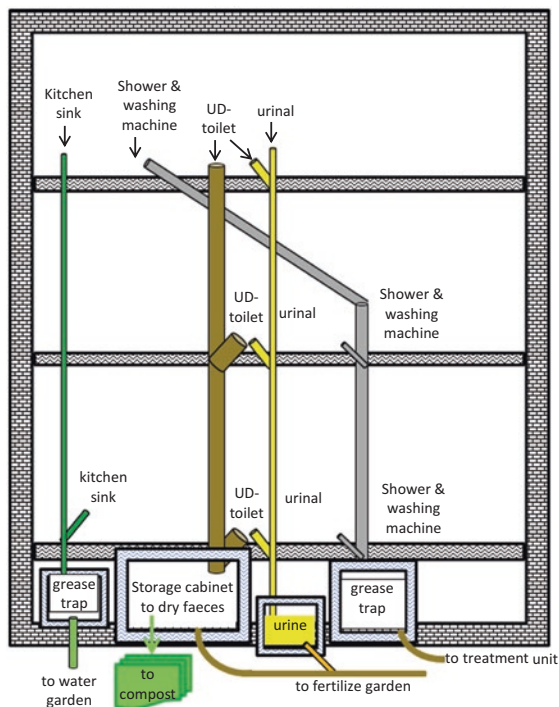 Kitchen
sink
Shower &
washing
machine
UD-
toilet
urinal
UD-
toilet
urinal
Shower &
washing
machine
kitchen
sink
UD-
toilet
urinal
Shower &
washing
machine
grease
trap
Storage cabinet
to dry faeces
urine
grease
trap
to water
garden
to
compost
to fertilize garden
to treatment unit